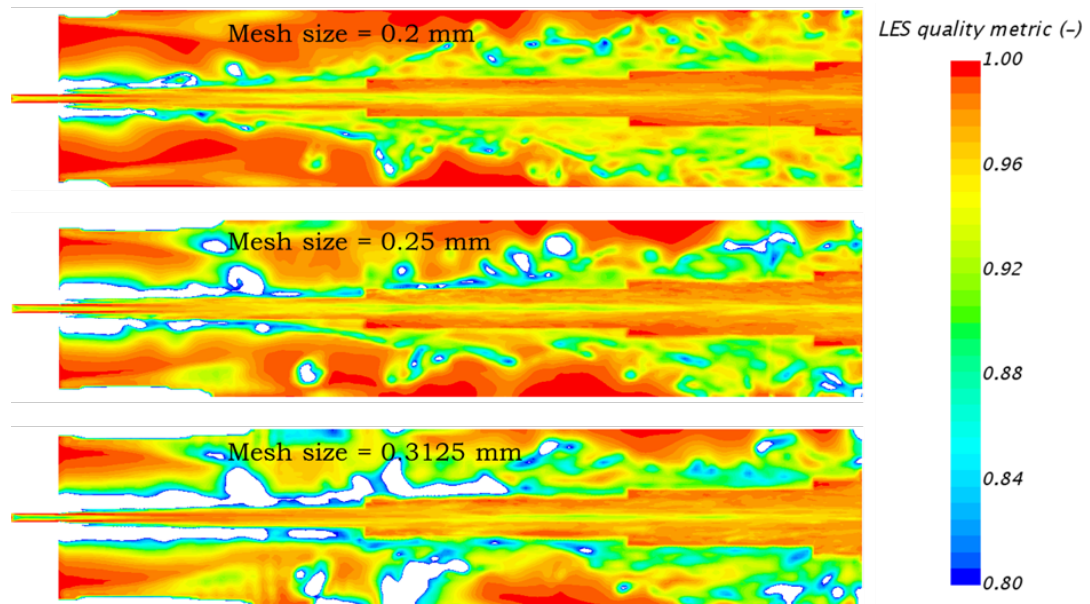 Mesh size = 0.2 mm
Mesh size = 0.25 mm
Mesh size = 0.3125 mm
LES quality metric (-)
1.00
0.96
0.92
0.88
0.84
0.80